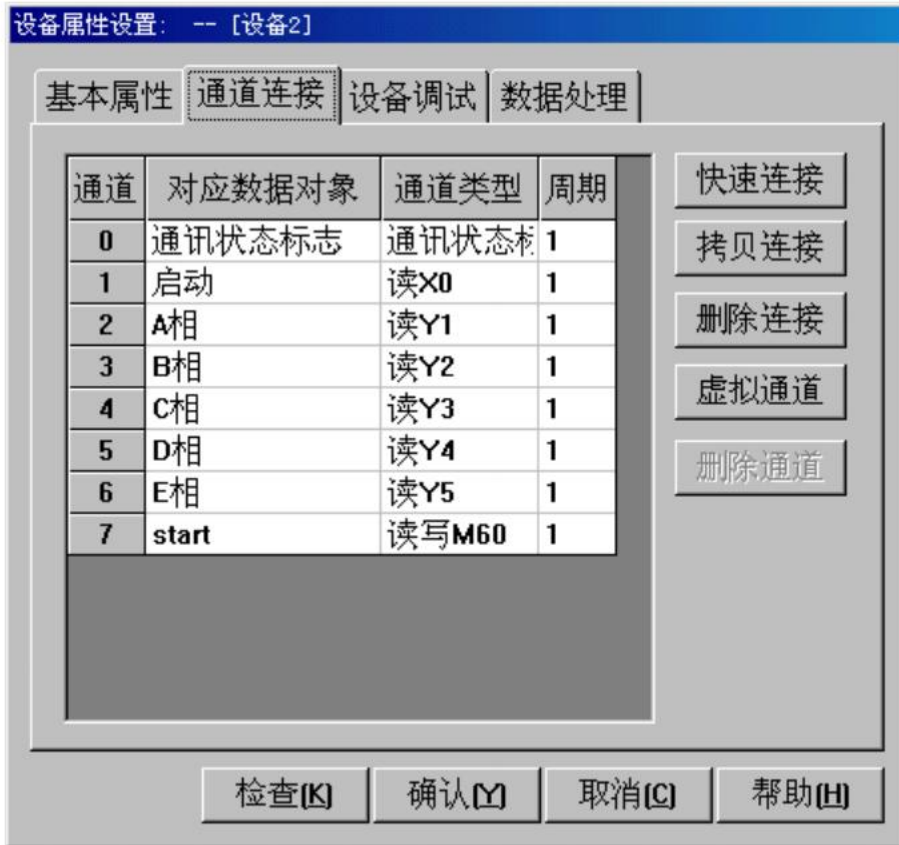 设备属性设置: -- [设备2]
基本属性 通道连接 设备调试 数据处理
通道 对应数据对象 通道类型 周期
0 通讯状态标志 通讯状态标 1
1 启动 读X0 1
2 A相 读Y1 1
3 B相 读Y2 1
4 C相 读Y3 1
5 D相 读Y4 1
6 E相 读Y5 1
7 start 读写M60 1
快速连接
拷贝连接
删除连接
虚拟通道
删除通道
检查(K) 确认(Y) 取消(C) 帮助(H)